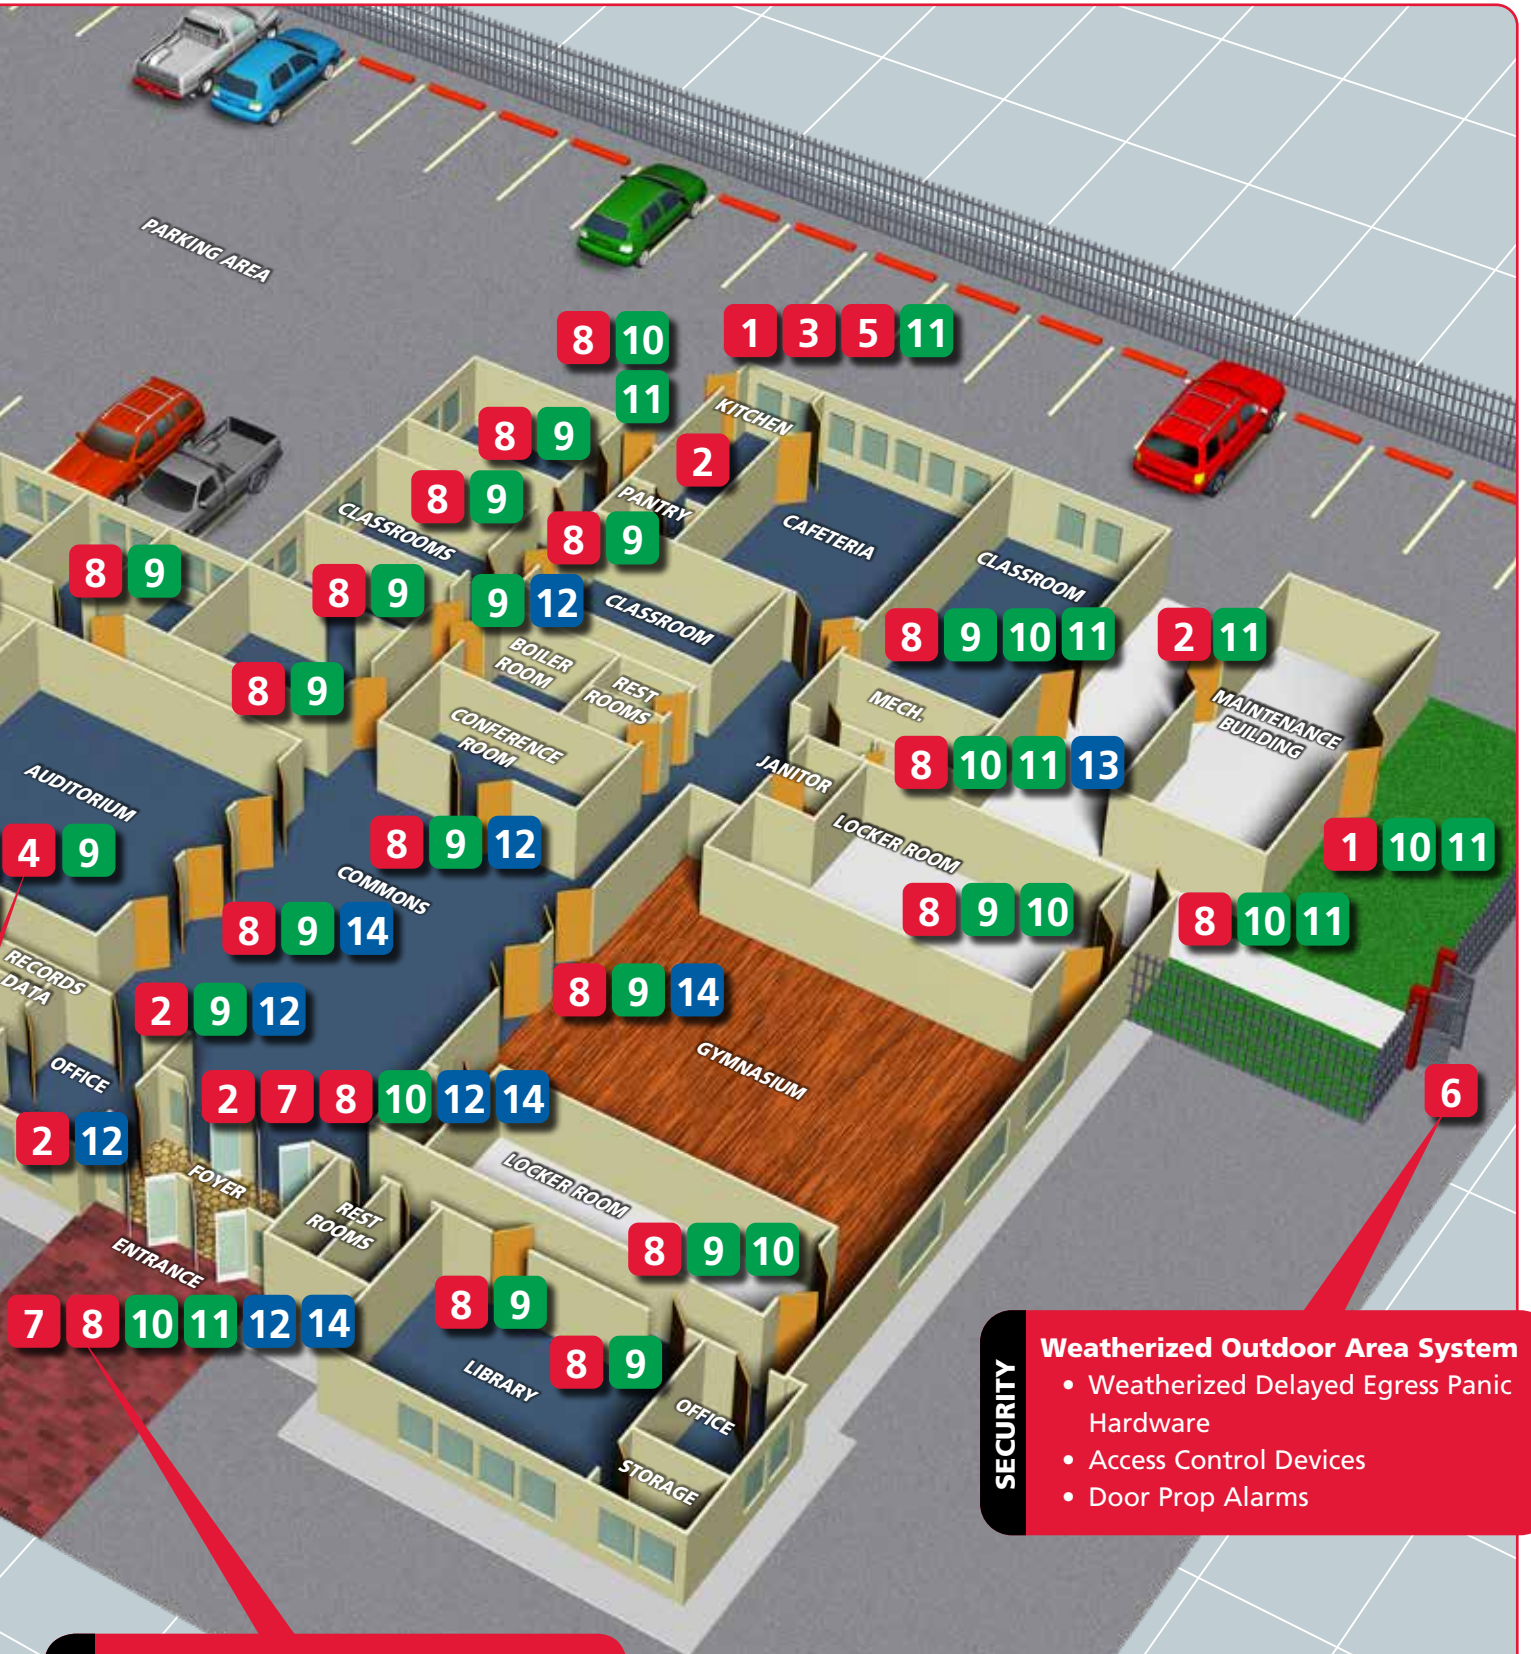 PARKING AREA
8 10
11
1 3 5 11
KITCHEN
8 9
2
8 9
PANTRY
CLASSROOMS
8 9
CAFETERIA
CLASSROOM
8 9
8 9
9 12
CLASSROOM
8 9 10 11
2 11
BOILER
ROOM
REST
ROOMS
8 9
MECH.
MAINTENANCE
BUILDING
CONFERENCE
ROOM
JANITOR
8 10 11 13
AUDITORIUM
4 9
8 9 12
LOCKER ROOM
1 10 11
COMMONS
8 9 10
8 10 11
8 9 14
RECORDS
DATA
8 9 14
2 9 12
GYMNASIUM
OFFICE
2 7 8 10 12 14
6
2 12
FOYER
LOCKER ROOM
REST
ROOMS
ENTRANCE
8 9 10
7 8 10 11 12 14
8 9
8 9
LIBRARY
OFFICE
STORAGE
SECURITY
Weatherized Outdoor Area System
• Weatherized Delayed Egress Panic
Hardware
• Access Control Devices
• Door Prop Alarms